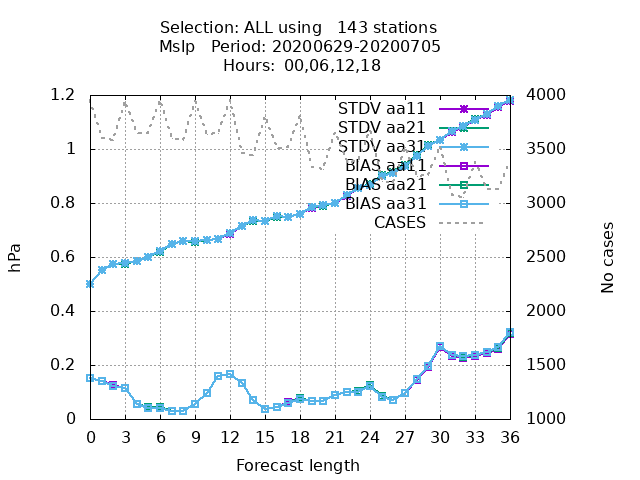 Selection: ALL using   143 stations
Mslp   Period: 20200629-20200705
Hours: 00,06,12,18
STDV aa11
STDV aa21
STDV aa31
BIAS aa11
BIAS aa21
BIAS aa31
CASES
1.2
1
0.8
0.6
0.4
0.2
0
hPa
4000
3500
3000
2500
2000
1500
1000
No cases
0 3 6 9 12 15 18 21 24 27 30 33 36
Forecast length